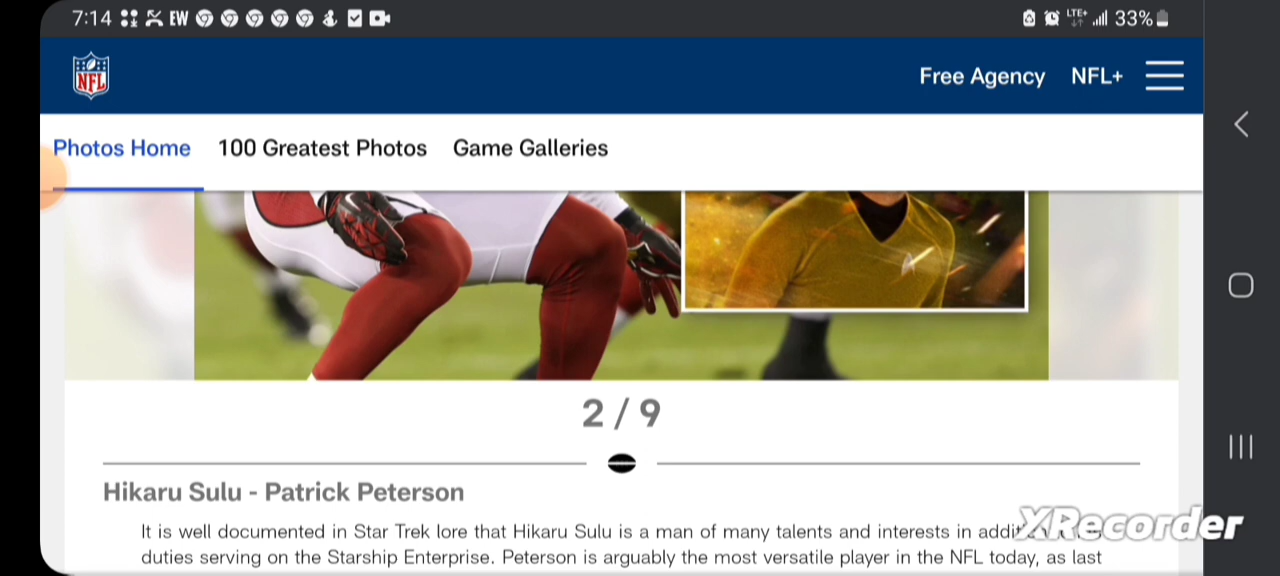 7:14 EW LTE+ 33%
NFL Free Agency NFL+
Photos Home 100 Greatest Photos Game Galleries
2 / 9
Hikaru Sulu - Patrick Peterson
It is well documented in Star Trek lore that Hikaru Sulu is a man of many talents and interests in
XRecorder
duties serving on the Starship Enterprise. Peterson is arguably the most versatile player in the NFL today, as last